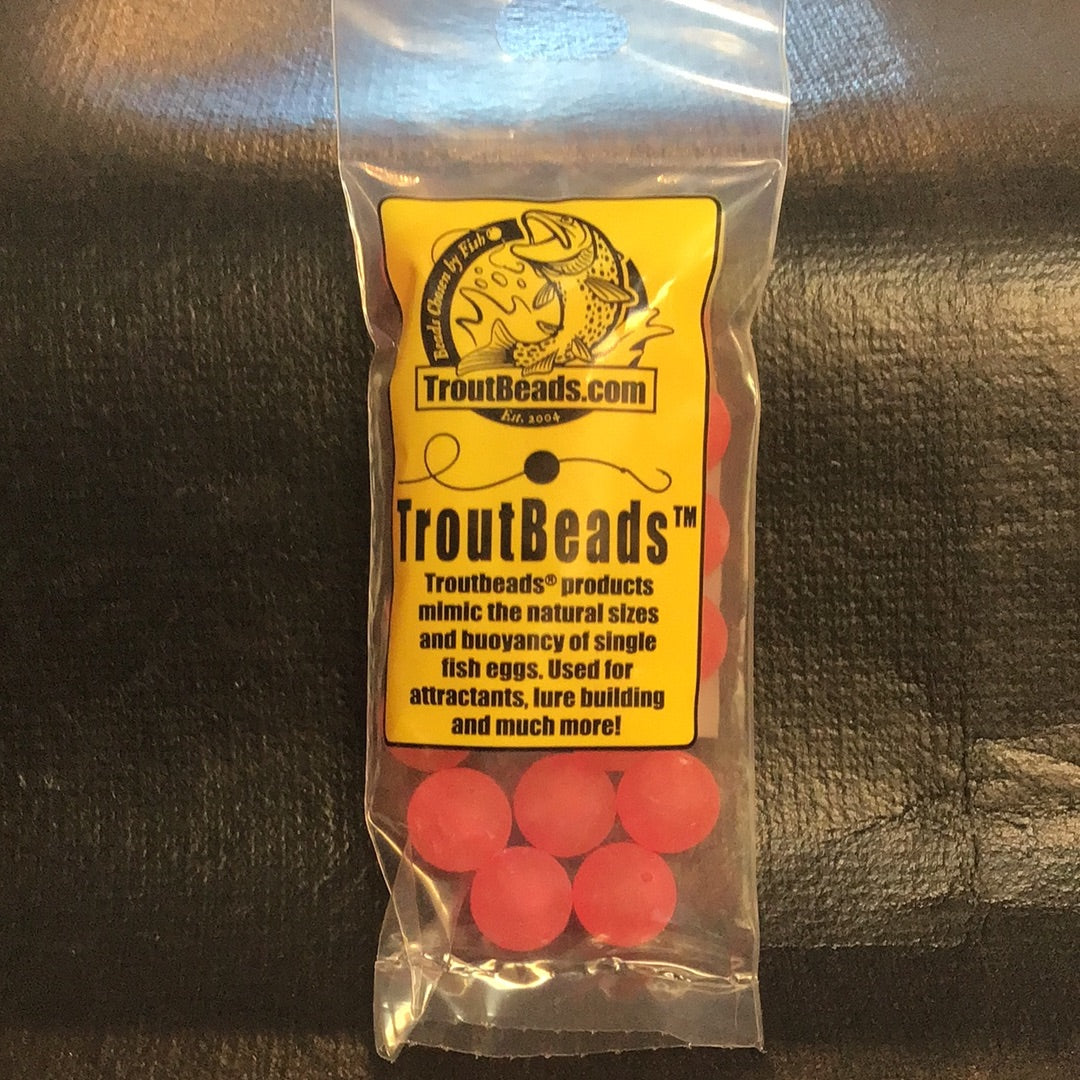 Beads Chosen by Fish
TroutBeads.com
Est. 2004
TroutBeads™
Troutbeads® products
mimic the natural sizes
and buoyancy of single
fish eggs. Used for
attractants, lure building
and much more!